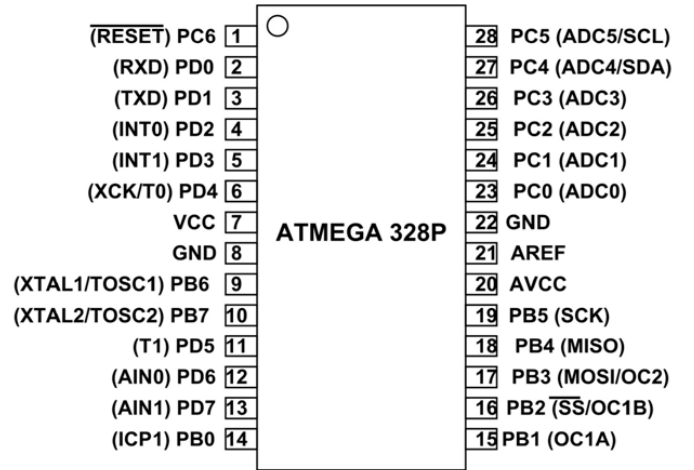 (RESET) PC6 1
(RXD) PD0 2
(TXD) PD1 3
(INT0) PD2 4
(INT1) PD3 5
(XCK/T0) PD4 6
VCC 7
GND 8
(XTAL1/TOSC1) PB6 9
(XTAL2/TOSC2) PB7 10
(T1) PD5 11
(AIN0) PD6 12
(AIN1) PD7 13
(ICP1) PB0 14
ATMEGA 328P
28 PC5 (ADC5/SCL)
27 PC4 (ADC4/SDA)
26 PC3 (ADC3)
25 PC2 (ADC2)
24 PC1 (ADC1)
23 PC0 (ADC0)
22 GND
21 AREF
20 AVCC
19 PB5 (SCK)
18 PB4 (MISO)
17 PB3 (MOSI/OC2)
16 PB2 (SS/OC1B)
15 PB1 (OC1A)